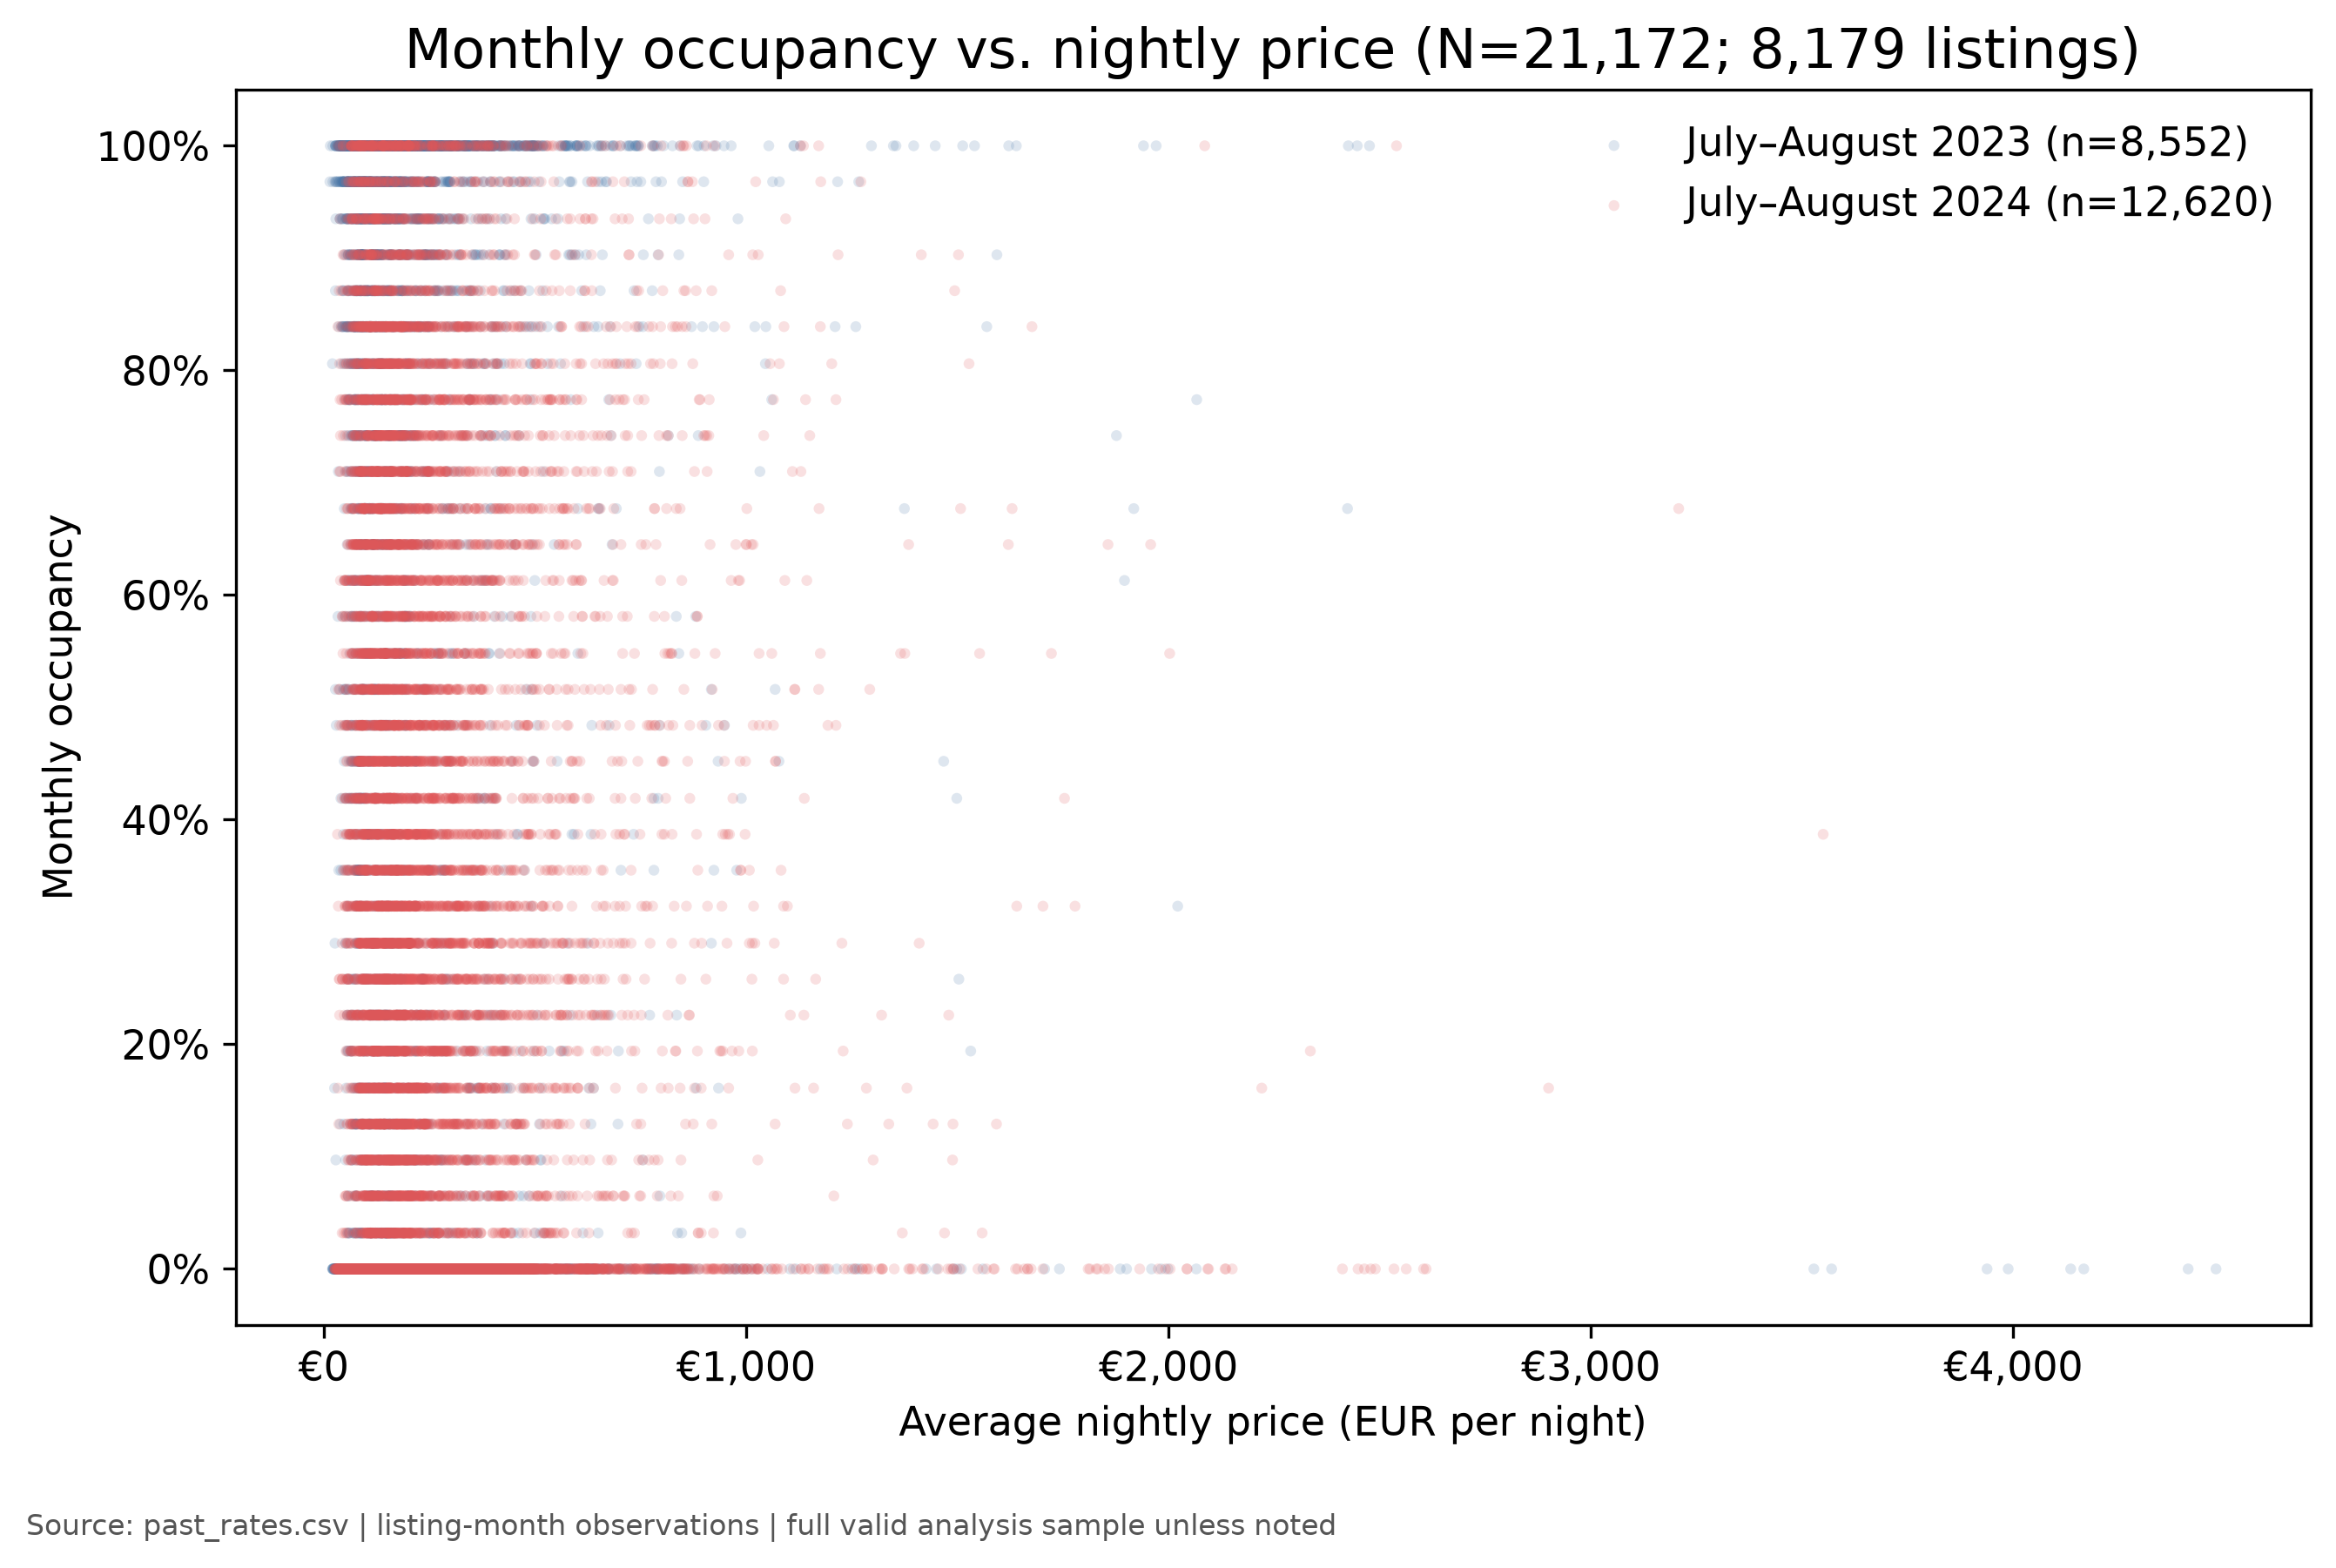 Monthly occupancy vs. nightly price (N=21,172; 8,179 listings)
July–August 2023 (n=8,552)
July–August 2024 (n=12,620)
Monthly occupancy
100%
80%
60%
40%
20%
0%
€0
€1,000
€2,000
€3,000
€4,000
Average nightly price (EUR per night)
Source: past_rates.csv | listing-month observations | full valid analysis sample unless noted